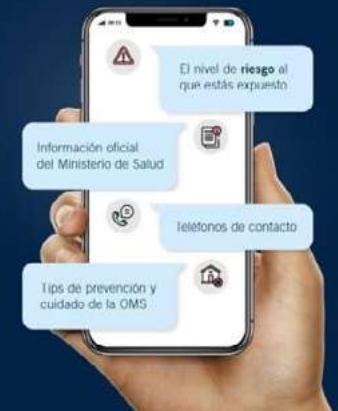 El nivel de riesgo al
que estás expuesto
Información oficial
del Ministerio de Salud
Teléfonos de contacto
Tips de prevención y
cuidado de la OMS